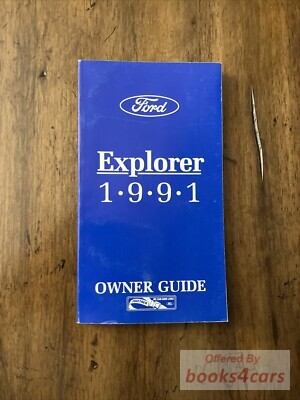 Ford
Explorer
1•9•9•1
OWNER GUIDE
Offered By
books4cars